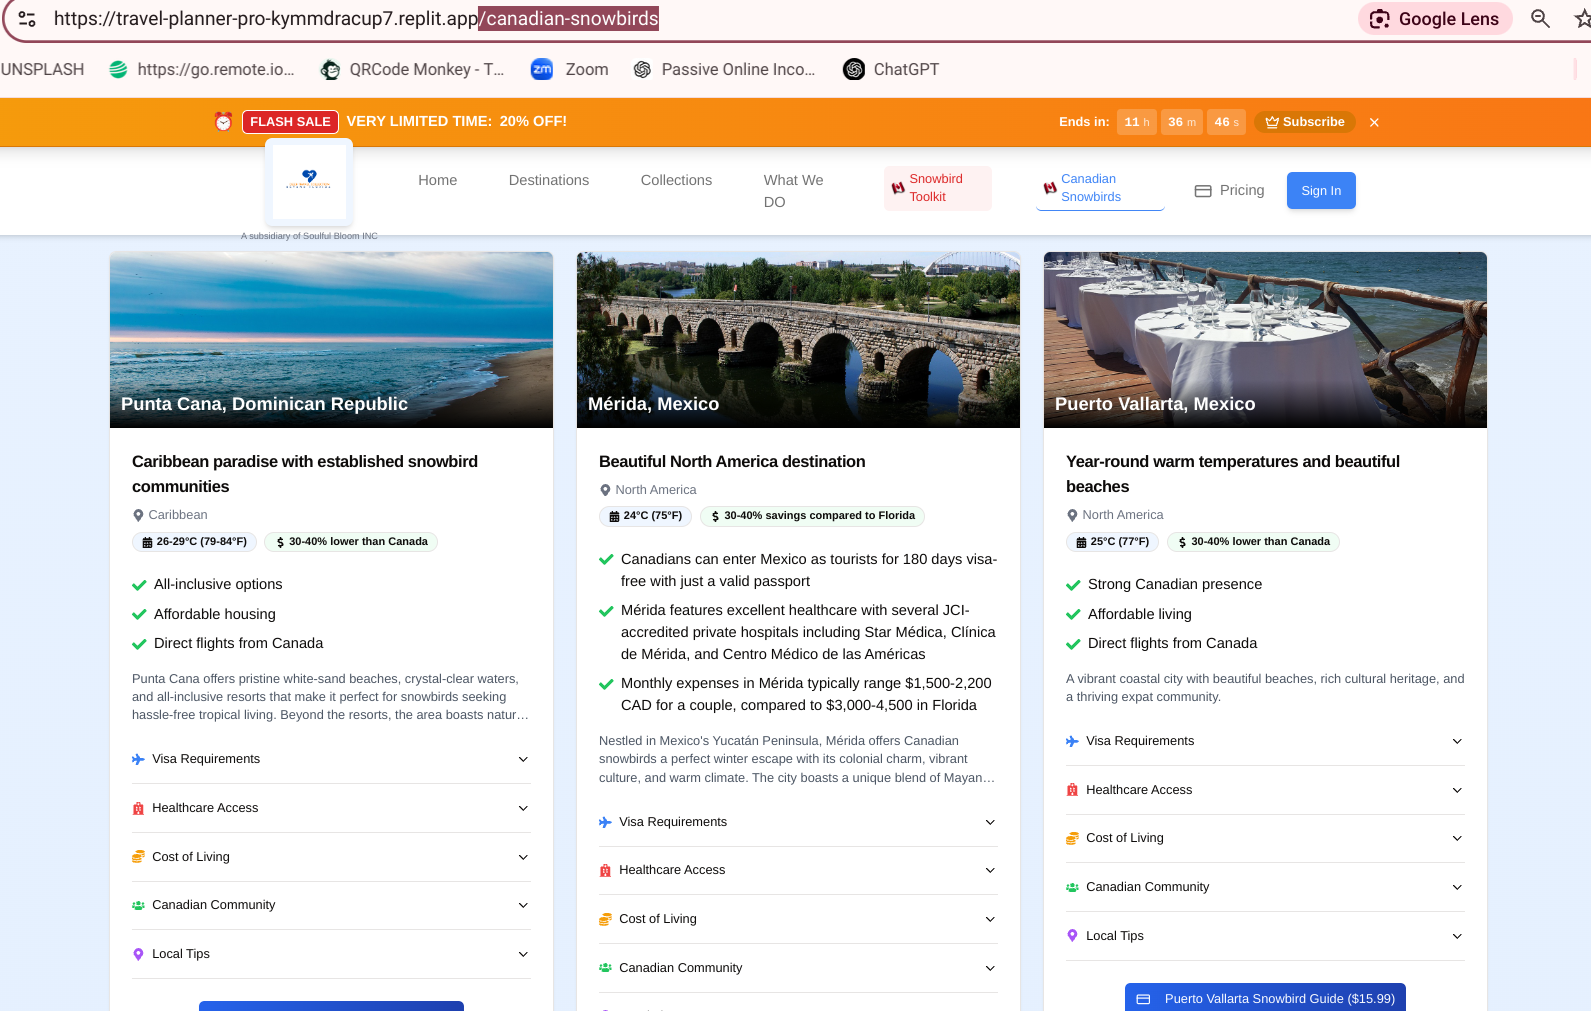 https://travel-planner-pro-kymmdracup7.replit.app/canadian-snowbirds
Google Lens
UNSPLASH
https://go.remote.io...
QRCode Monkey - T...
zm
Zoom
Passive Online Inco...
ChatGPT
FLASH SALE
VERY LIMITED TIME: 20% OFF!
Ends in:
11 h
36 m
46 s
Subscribe
A subsidiary of Soulful Bloom INC
Home
Destinations
Collections
What We
DO
Snowbird
Toolkit
Canadian
Snowbirds
Pricing
Sign In
Punta Cana, Dominican Republic
Caribbean paradise with established snowbird
communities
Caribbean
26-29°C (79-84°F)
$ 30-40% lower than Canada
All-inclusive options
Affordable housing
Direct flights from Canada
Punta Cana offers pristine white-sand beaches, crystal-clear waters,
and all-inclusive resorts that make it perfect for snowbirds seeking
hassle-free tropical living. Beyond the resorts, the area boasts natur...
Visa Requirements
Healthcare Access
Cost of Living
Canadian Community
Local Tips
Mérida, Mexico
Beautiful North America destination
North America
24°C (75°F)
$ 30-40% savings compared to Florida
Canadians can enter Mexico as tourists for 180 days visa-
free with just a valid passport
Mérida features excellent healthcare with several JCI-
accredited private hospitals including Star Médica, Clínica
de Mérida, and Centro Médico de las Américas
Monthly expenses in Mérida typically range $1,500-2,200
CAD for a couple, compared to $3,000-4,500 in Florida
Nestled in Mexico's Yucatán Peninsula, Mérida offers Canadian
snowbirds a perfect winter escape with its colonial charm, vibrant
culture, and warm climate. The city boasts a unique blend of Mayan...
Visa Requirements
Healthcare Access
Cost of Living
Canadian Community
Puerto Vallarta, Mexico
Year-round warm temperatures and beautiful
beaches
North America
25°C (77°F)
$ 30-40% lower than Canada
Strong Canadian presence
Affordable living
Direct flights from Canada
A vibrant coastal city with beautiful beaches, rich cultural heritage, and
a thriving expat community.
Visa Requirements
Healthcare Access
Cost of Living
Canadian Community
Local Tips
Puerto Vallarta Snowbird Guide ($15.99)